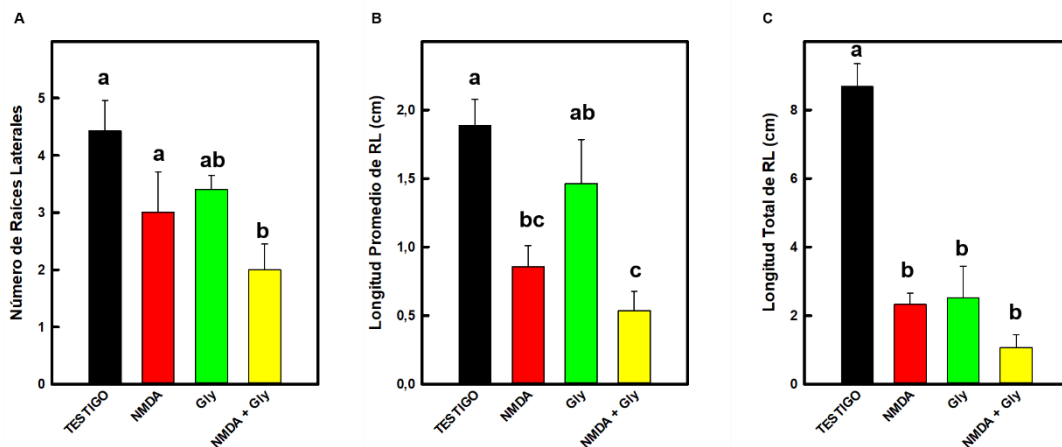 A
Número de Raíces Laterales
5
4
3
2
1
0
a
a
ab
b
TESTIGO
NMDA
Gly
NMDA + Gly
B
Longitud Promedio de RL (cm)
2,0
1,5
1,0
0,5
0,0
a
bc
ab
c
TESTIGO
NMDA
Gly
NMDA + Gly
C
Longitud Total de RL (cm)
8
6
4
2
0
a
b
b
b
TESTIGO
NMDA
Gly
NMDA + Gly